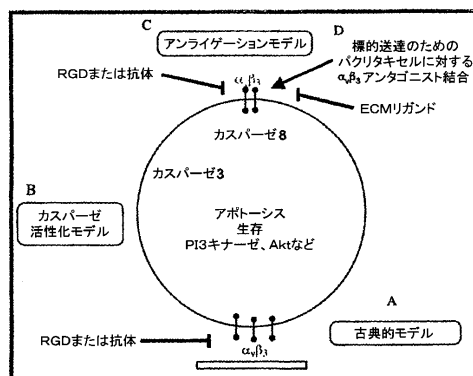 C
アンライゲーションモデル
D
標的送達のための
パクリタキセルに対する
αvβ3アンタゴニスト結合
RGDまたは抗体
αvβ3
ECMリガンド
カスパーゼ8
カスパーゼ3
B
カスパーゼ
活性化モデル
アポトーシス
生存
PI3キナーゼ、Aktなど
A
古典的モデル
RGDまたは抗体
αvβ3